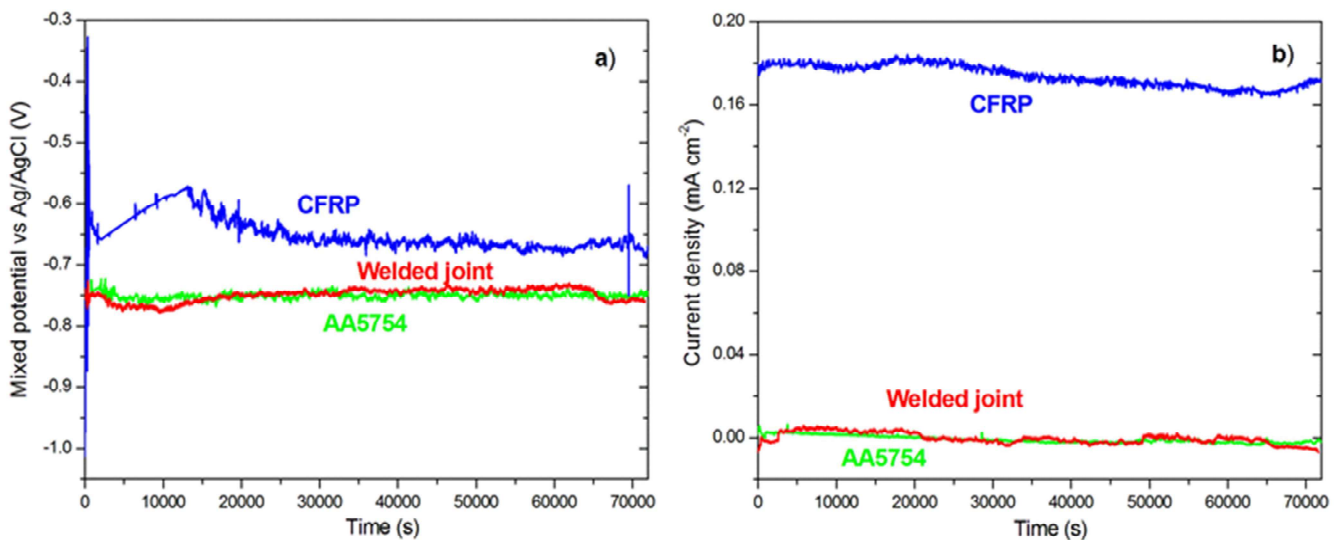 a)
Mixed potential vs Ag/AgCl (V)
-0.3
-0.4
-0.5
-0.6
-0.7
-0.8
-0.9
-1.0
CFRP
Welded joint
AA5754
0 10000 20000 30000 40000 50000 60000 70000
Time (s)
b)
Current density (mA cm-2)
0.20
0.16
0.12
0.08
0.04
0.00
CFRP
Welded joint
AA5754
0 10000 20000 30000 40000 50000 60000 70000
Time (s)